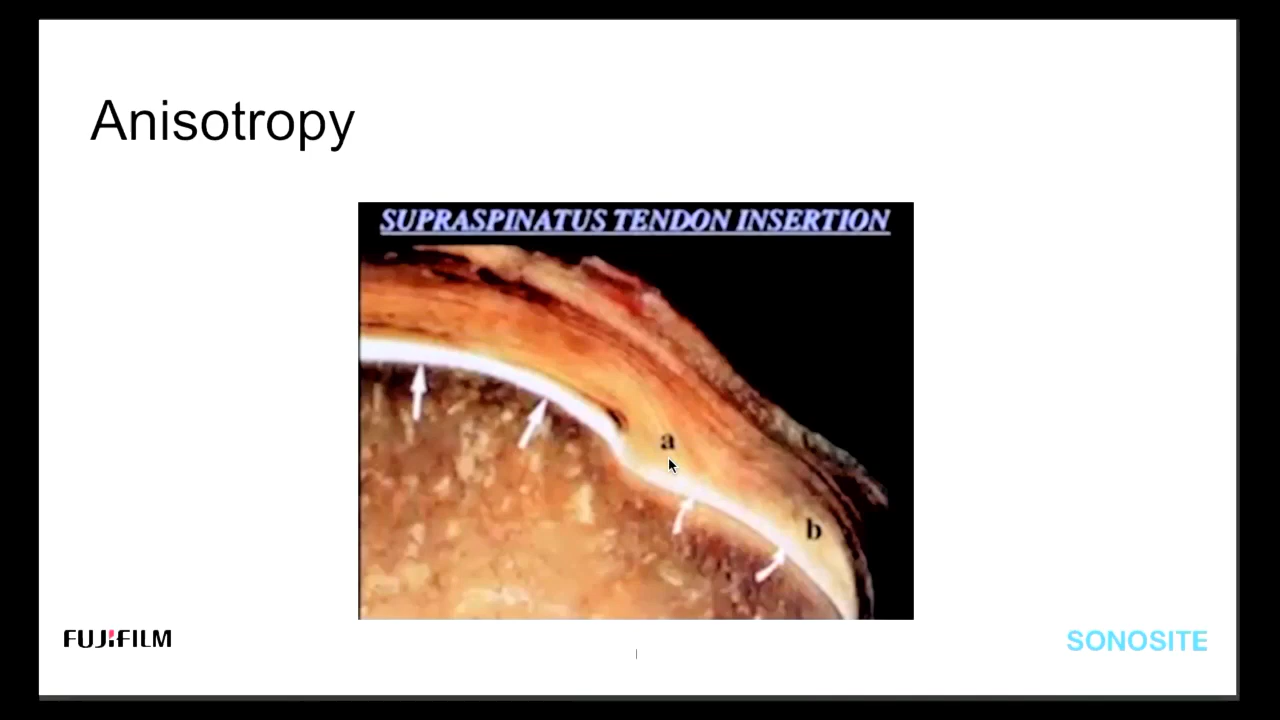 Anisotropy
SUPRASPINATUS TENDON INSERTION
a
b
FUJIFILM
SONOSITE